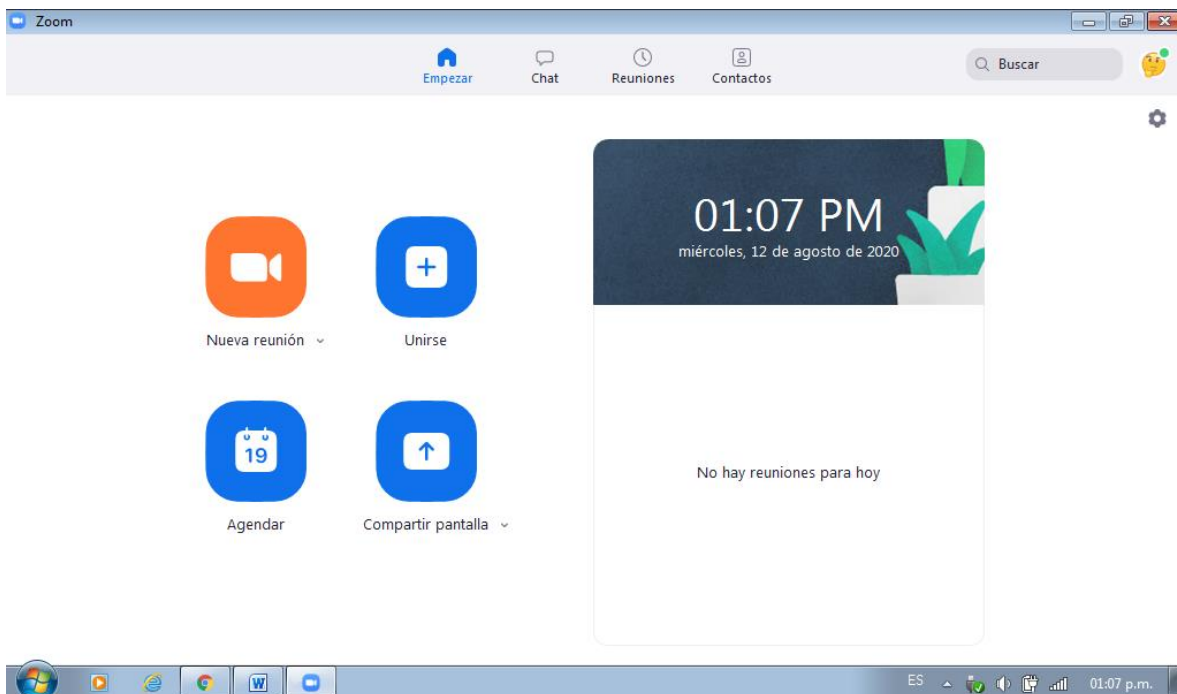 Zoom
Empezar
Chat
Reuniones
Contactos
Buscar
01:07 PM
miércoles, 12 de agosto de 2020
Nueva reunión
Unirse
19
Agendar
Compartir pantalla
No hay reuniones para hoy
W
ES
01:07 p.m.